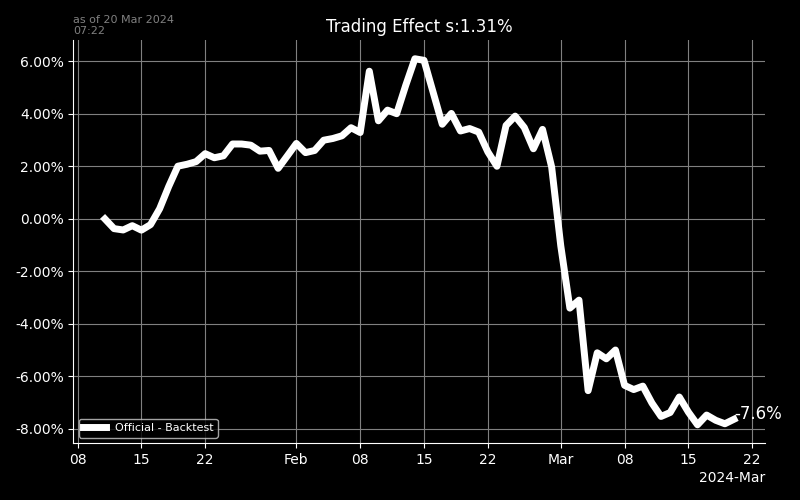 as of 20 Mar 2024
07:22
Trading Effect s:1.31%
6.00%
4.00%
2.00%
0.00%
-2.00%
-4.00%
-6.00%
-8.00%
-7.6%
Official - Backtest
08 15 22 Feb 08 15 22 Mar 08 15 22
2024-Mar